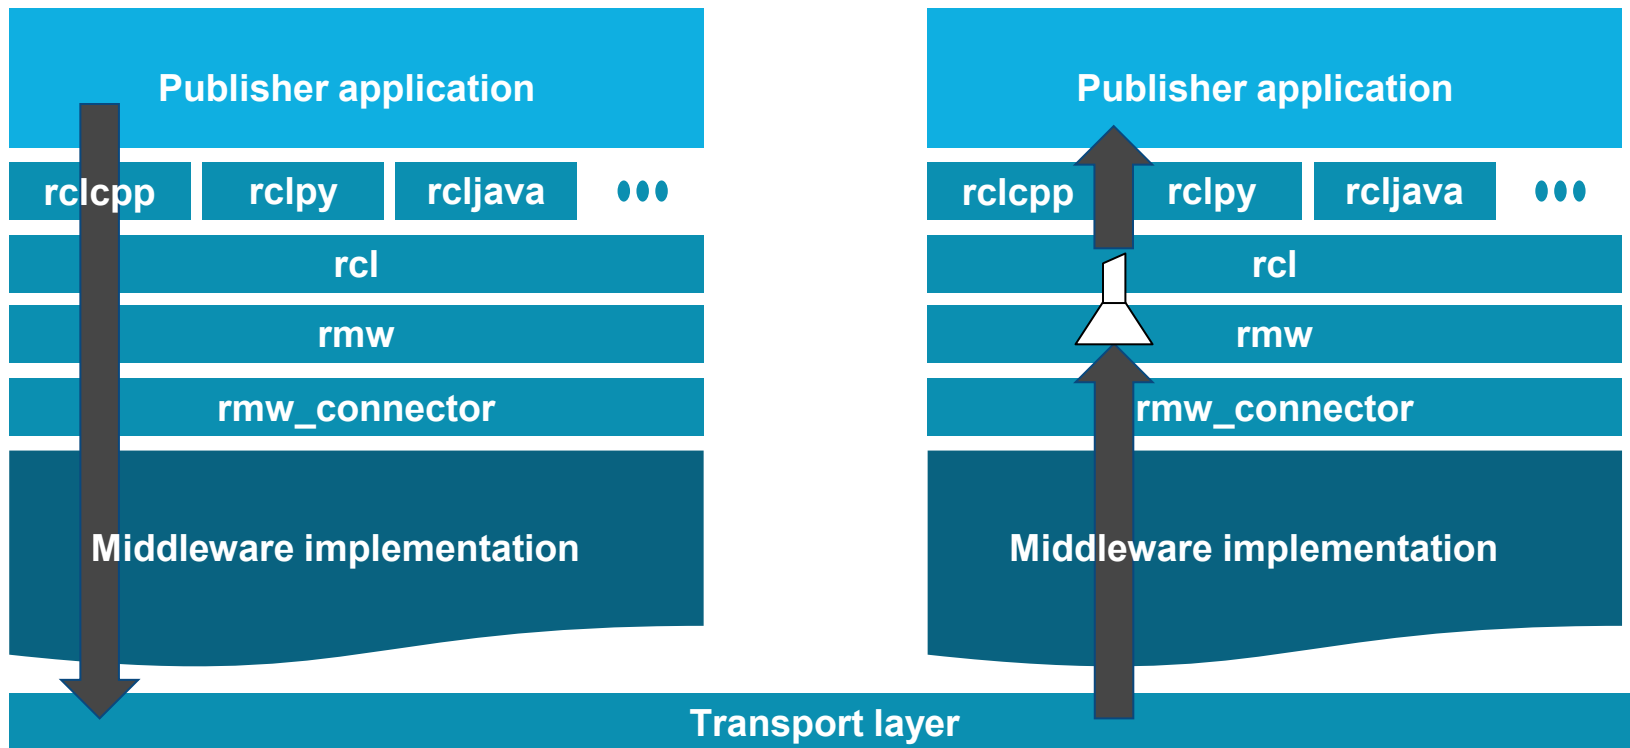 Publisher application
rclcpp rclpy rcljava
rcl
rmw
rmw_connector
Middleware implementation
Publisher application
rclcpp rclpy rcljava
rcl
rmw
rmw_connector
Middleware implementation
Transport layer